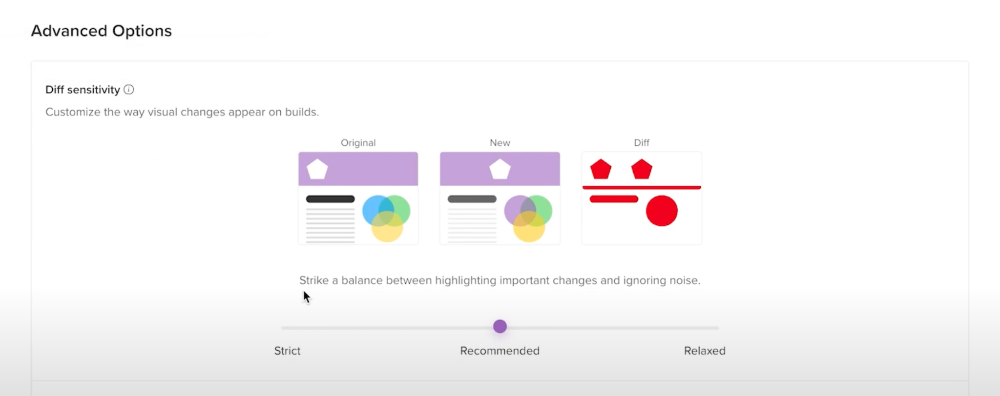 Advanced Options
Diff sensitivity
Customize the way visual changes appear on builds.
Original
New
Diff
Strike a balance between highlighting important changes and ignoring noise.
Strict
Recommended
Relaxed